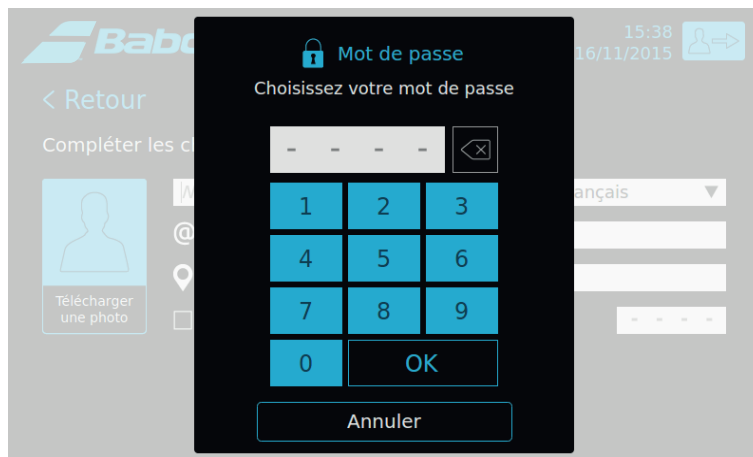 15:38
16/11/2015
Mot de passe
Choisissez votre mot de passe
< Retour
Compléter les
- - - -
1 2 3
4 5 6
7 8 9
0 OK
Annuler
@
Télécharger
une photo
- - - -